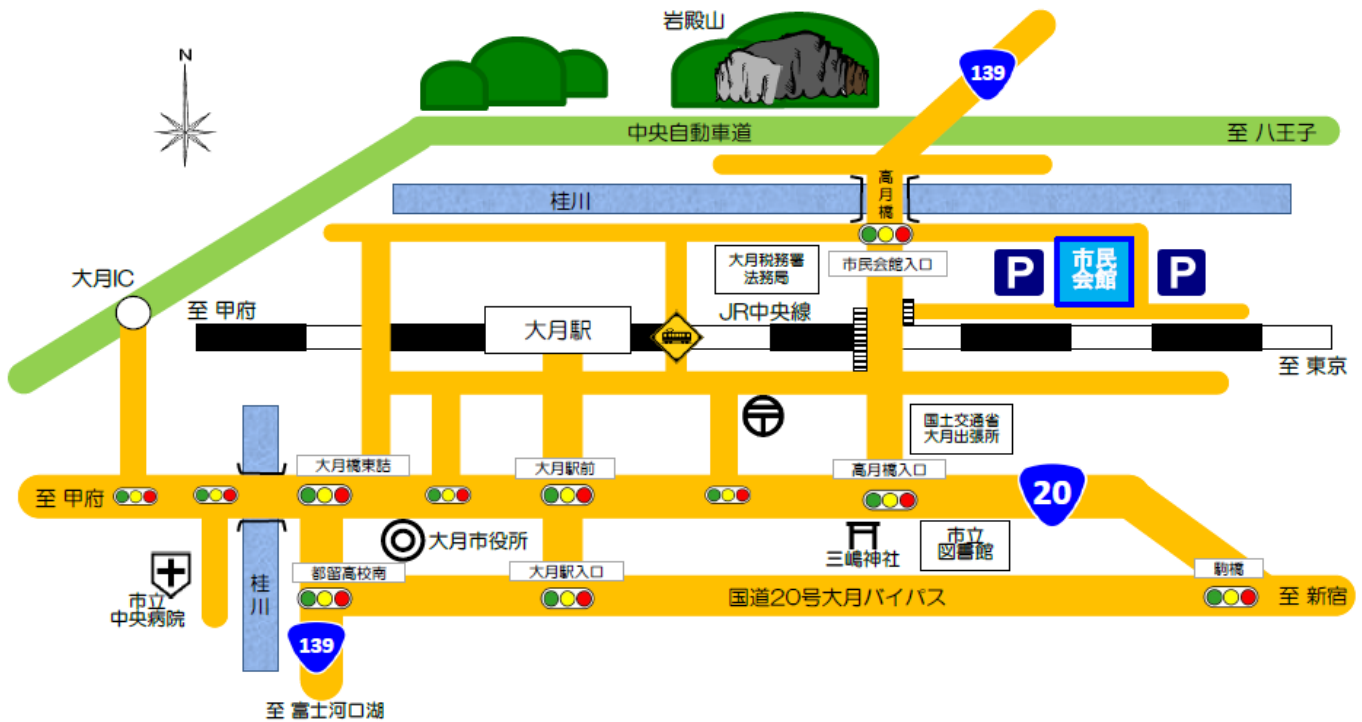 岩殿山
N
139
中央自動車道
至 八王子
高月橋
桂川
大月IC
大月税務署
法務局
市民会館入口
P
市民
会館
P
至 甲府
大月駅
JR中央線
至 東京
国土交通省
大月出張所
大月橋東詰
大月駅前
高月橋入口
至 甲府
20
大月市役所
三嶋神社
市立
図書館
市立
中央病院
桂川
都留高校南
大月駅入口
国道20号大月バイパス
駒橋
至 新宿
139
至 富士河口湖